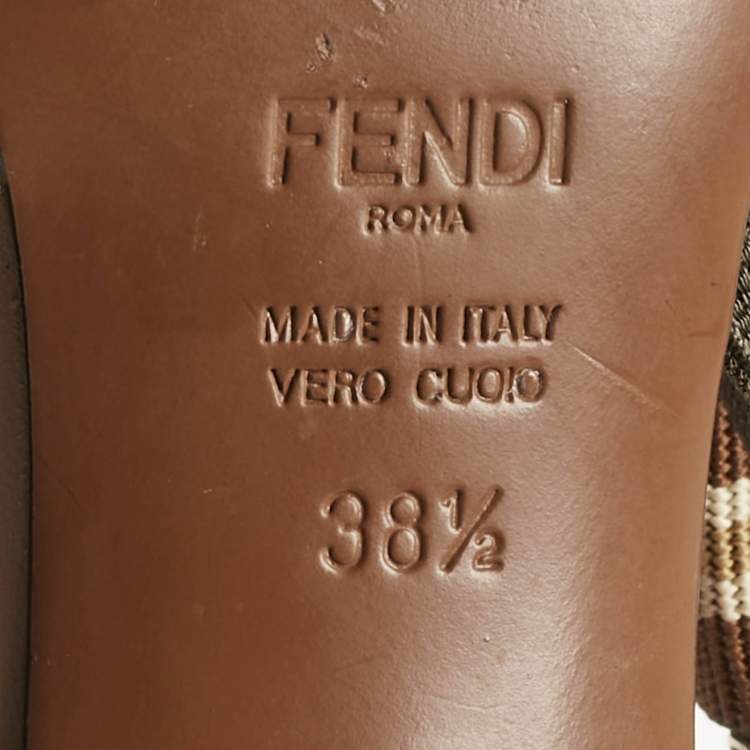 FENDI
ROMA
MADE IN ITALY
VERO CUOIO
38½